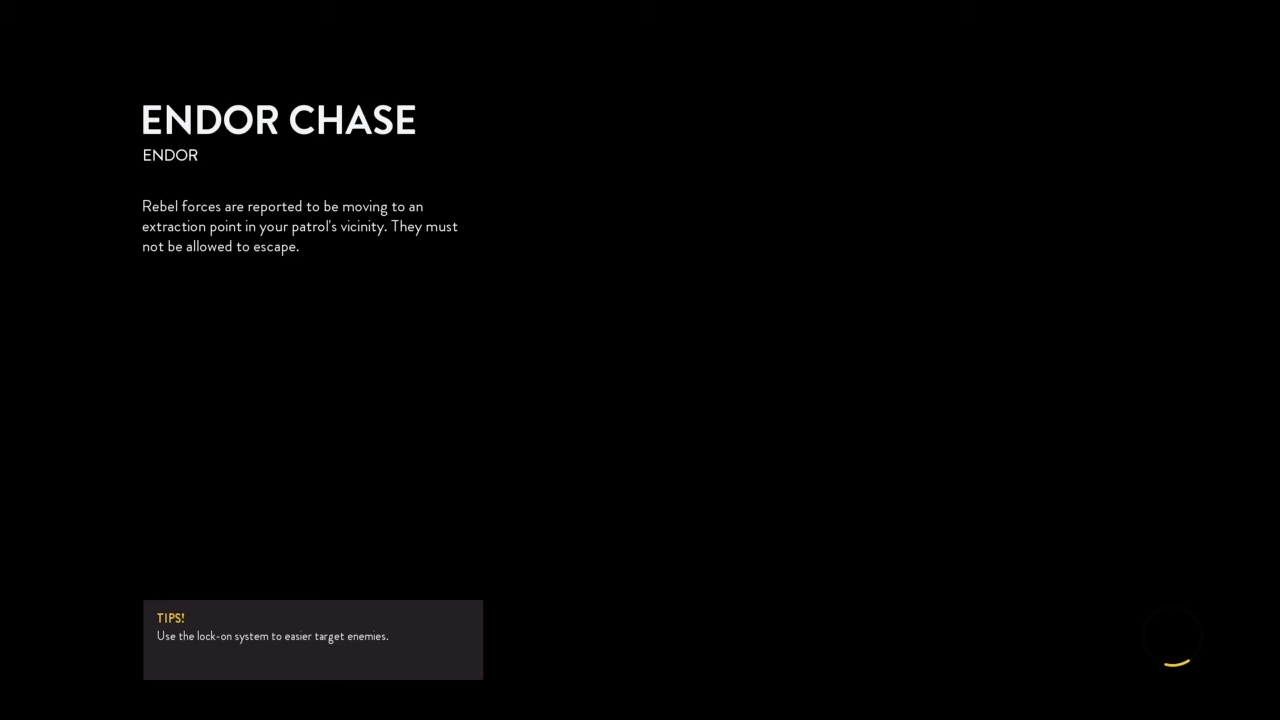 ENDOR CHASE
ENDOR
Rebel forces are reported to be moving to an
extraction point in your patrol's vicinity. They must
not be allowed to escape.
TIPS!
Use the lock-on system to easier target enemies.